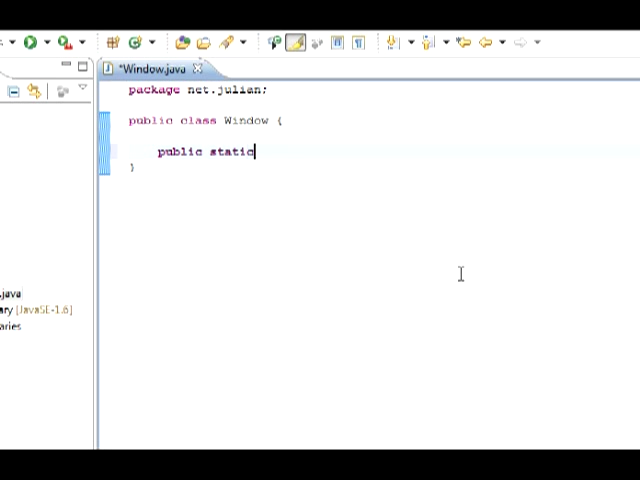 *Window.java
package net.julian;
public class Window {
public static
}
.java
ary [JavaSE-1.6]
aries